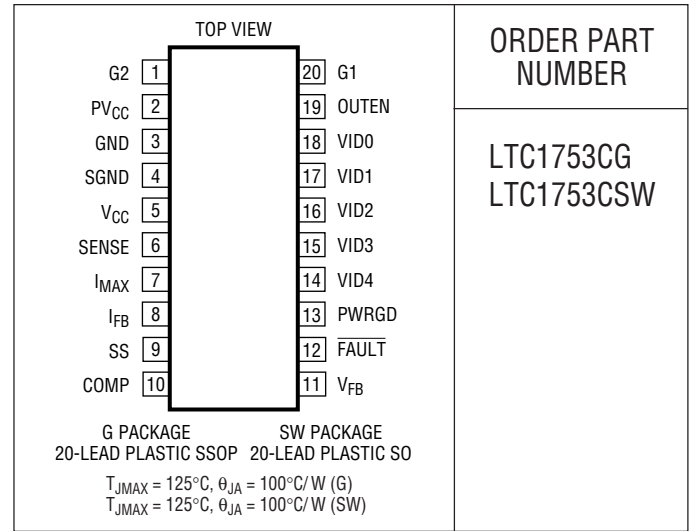 TOP VIEW
G2 1
PVCC 2
GND 3
SGND 4
VCC 5
SENSE 6
IMAX 7
IFB 8
SS 9
COMP 10
20 G1
19 OUTEN
18 VID0
17 VID1
16 VID2
15 VID3
14 VID4
13 PWRGD
12 FAULT
11 VFB
G PACKAGE
20-LEAD PLASTIC SSOP
SW PACKAGE
20-LEAD PLASTIC SO
TJMAX = 125°C, θJA = 100°C/W (G)
TJMAX = 125°C, θJA = 100°C/W (SW)
ORDER PART
NUMBER
LTC1753CG
LTC1753CSW